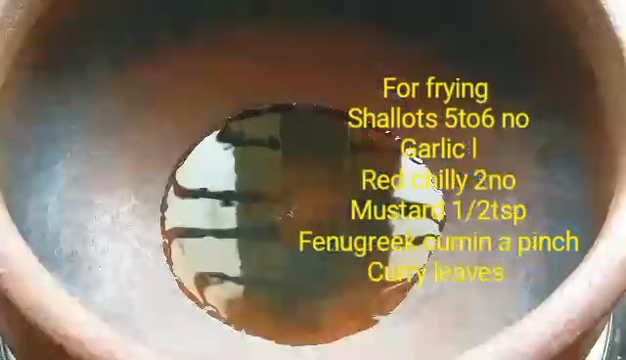 For frying
Shallots 5to6 no
Garlic l
Red chilly 2no
Mustard 1/2tsp
Fenugreek cumin a pinch
Curry leaves